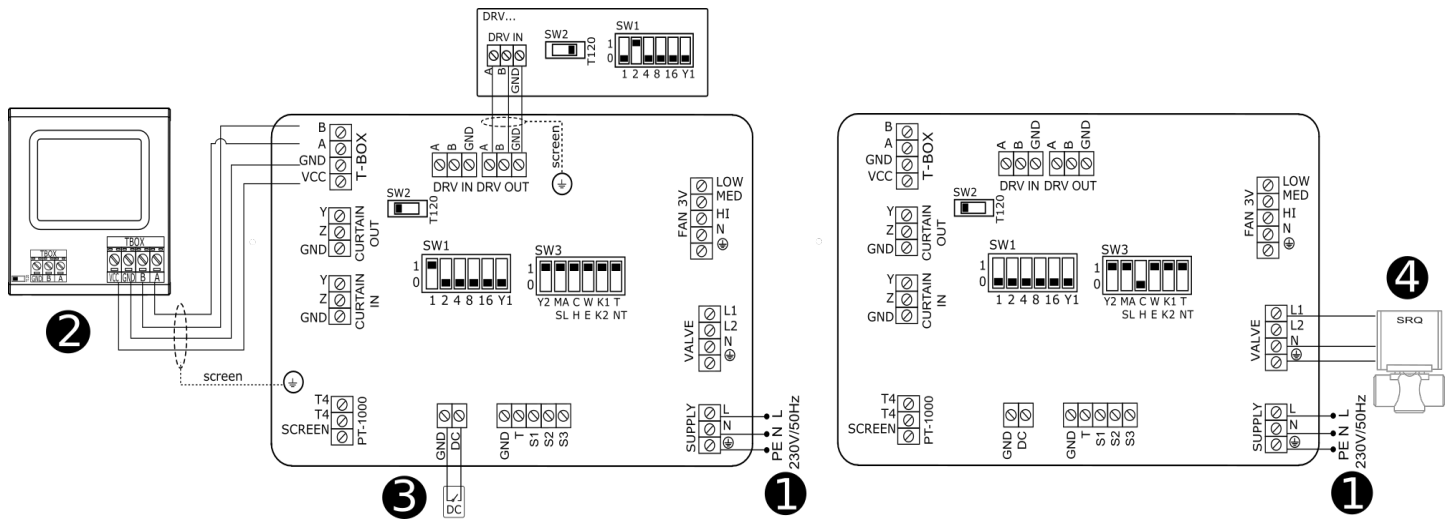 DRV...
DRV IN
A
B
GND
SW2
T120
SW1
1
0
1 2 4 8 16 Y1
TBOX
GND B A
TBOX
VCC GND B A
2
screen
B
A
GND
VCC
T-BOX
Y
Z
GND
CURTAIN
OUT
Y
Z
GND
CURTAIN
IN
T4
T4
SCREEN
PT-1000
A
B
GND
DRV IN
A
B
GND
DRV OUT
screen
SW2
T120
SW1
1
0
1 2 4 8 16 Y1
SW3
1
0
Y2 MA C W K1 T
SL H E K2 NT
GND
DC
DC
3
GND
T
S1
S2
S3
LOW
MED
HI
N
FAN 3V
L1
L2
N
VALVE
L
N
SUPPLY
L
N
PE
230V/50Hz
1
B
A
GND
VCC
T-BOX
Y
Z
GND
CURTAIN
OUT
Y
Z
GND
CURTAIN
IN
T4
T4
SCREEN
PT-1000
A
B
GND
DRV IN
A
B
GND
DRV OUT
SW2
T120
SW1
1
0
1 2 4 8 16 Y1
SW3
1
0
Y2 MA C W K1 T
SL H E K2 NT
GND
DC
GND
T
S1
S2
S3
LOW
MED
HI
N
FAN 3V
L1
L2
N
VALVE
L
N
SUPPLY
L
N
PE
230V/50Hz
1
4
SRQ